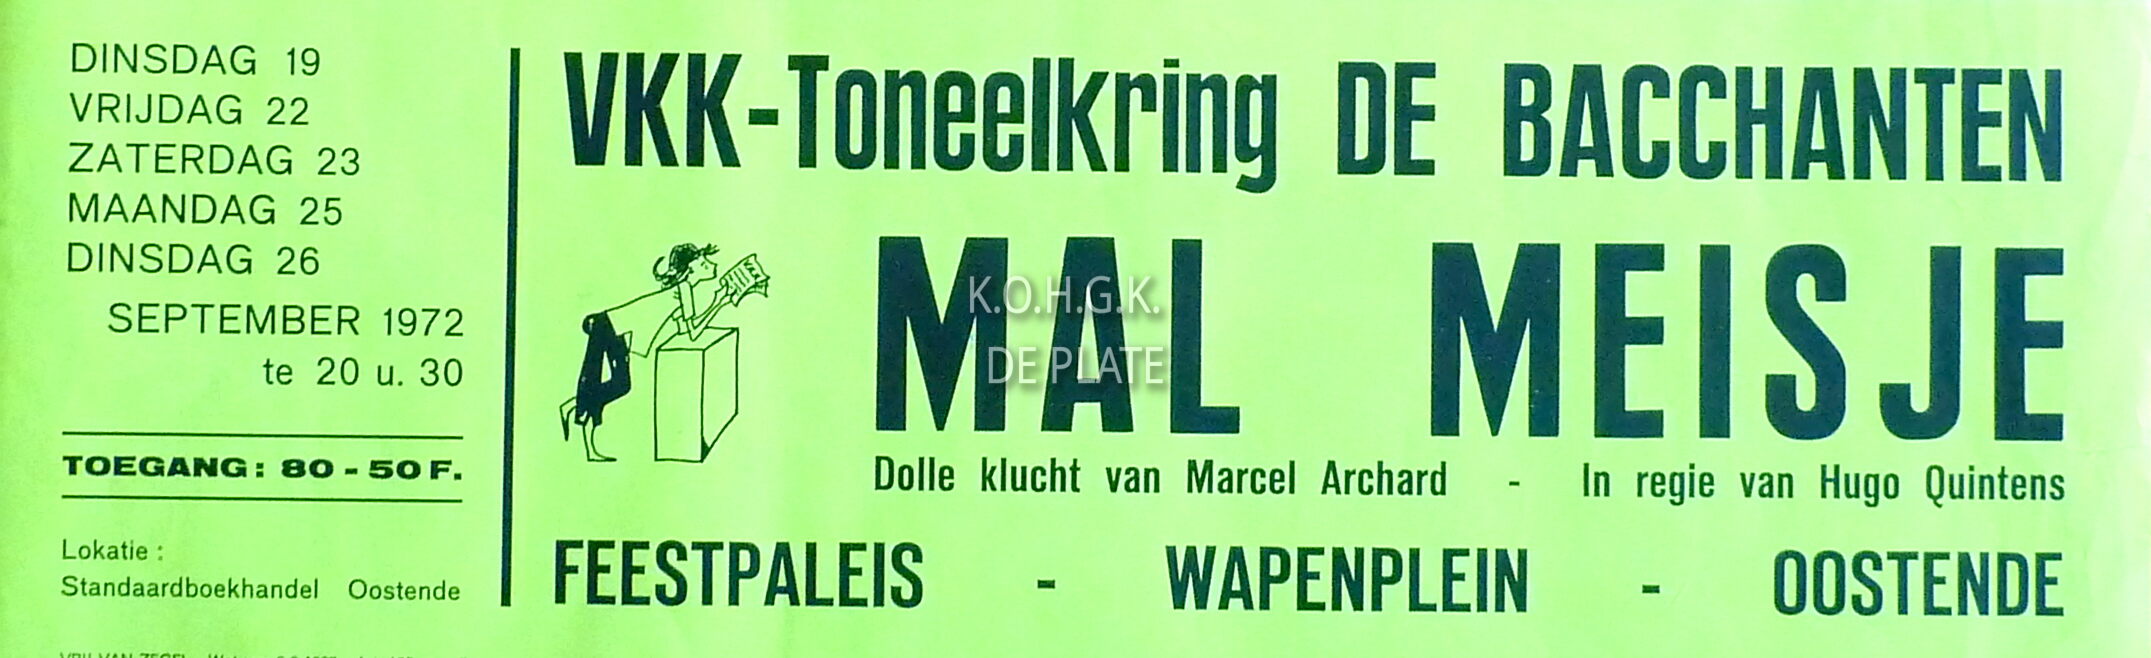 DINSDAG 19
VRIJDAG 22
ZATERDAG 23
MAANDAG 25
DINSDAG 26
SEPTEMBER 1972
te 20 u. 30
TOEGANG: 80 - 50 F.
Lokatie :
Standaardboekhandel Oostende
VKK-Toneelkring DE BACCHANTEN
MAL MEISJE
K.O.H.G.K.
DE PLATE
Dolle klucht van Marcel Archard - In regie van Hugo Quintens
FEESTPALEIS - WAPENPLEIN - OOSTENDE